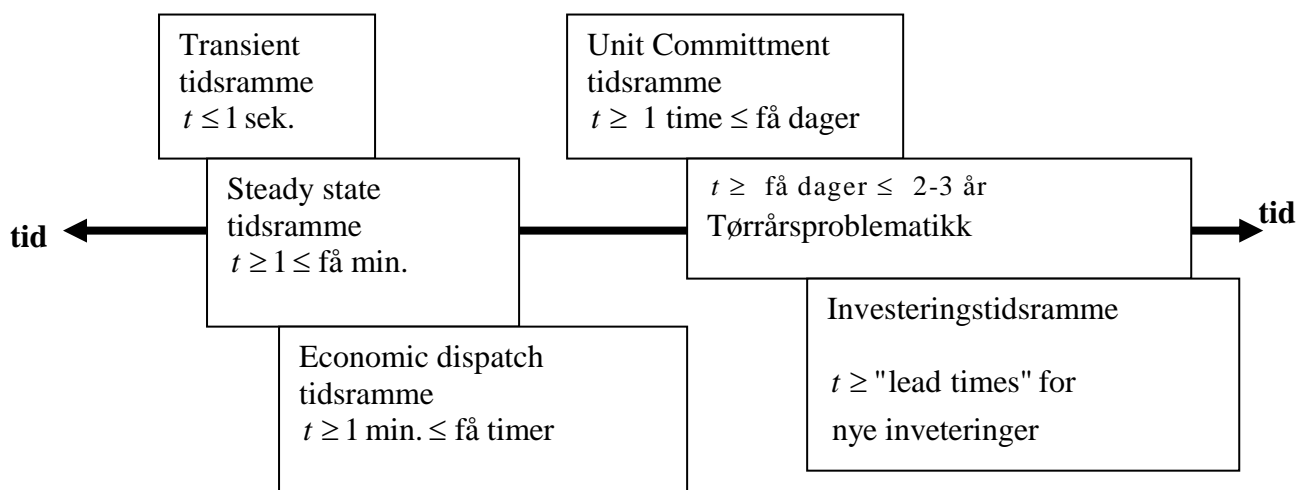 Transient
tidsramme
t ≤ 1 sek.
Unit Committment
tidsramme
t ≥ 1 time ≤ få dager
Steady state
tidsramme
t ≥ 1 ≤ få min.
t ≥ få dager ≤ 2-3 år
Tørrårsproblematikk
tid
tid
Economic dispatch
tidsramme
t ≥ 1 min. ≤ få timer
Investeringstidsramme
t ≥ "lead times" for
nye inveteringer